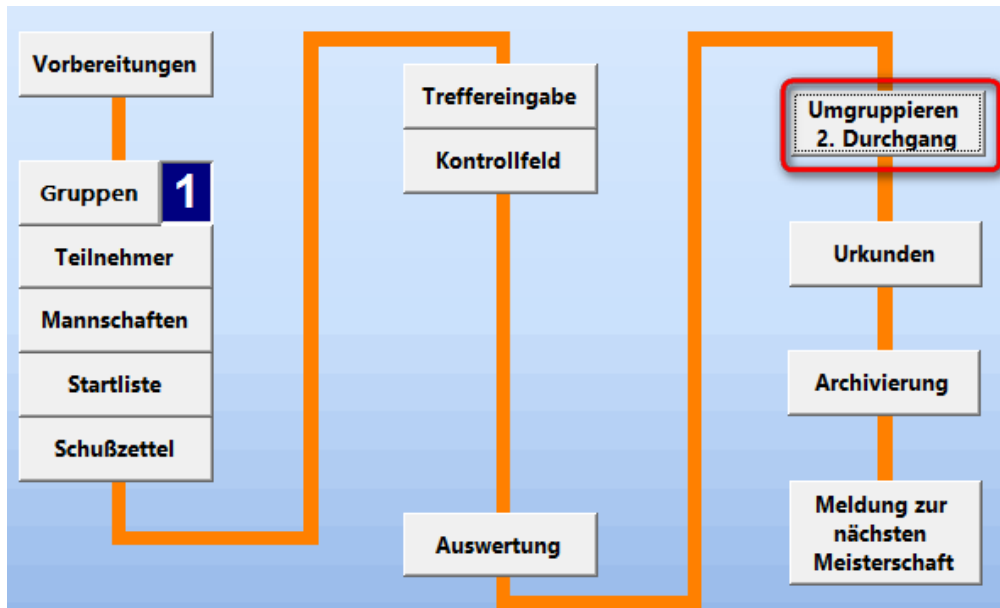 Vorbereitungen
Gruppen 1
Teilnehmer
Mannschaften
Startliste
Schußzettel
Treffereingabe
Kontrollfeld
Auswertung
Umgruppieren
2. Durchgang
Urkunden
Archivierung
Meldung zur
nächsten
Meisterschaft